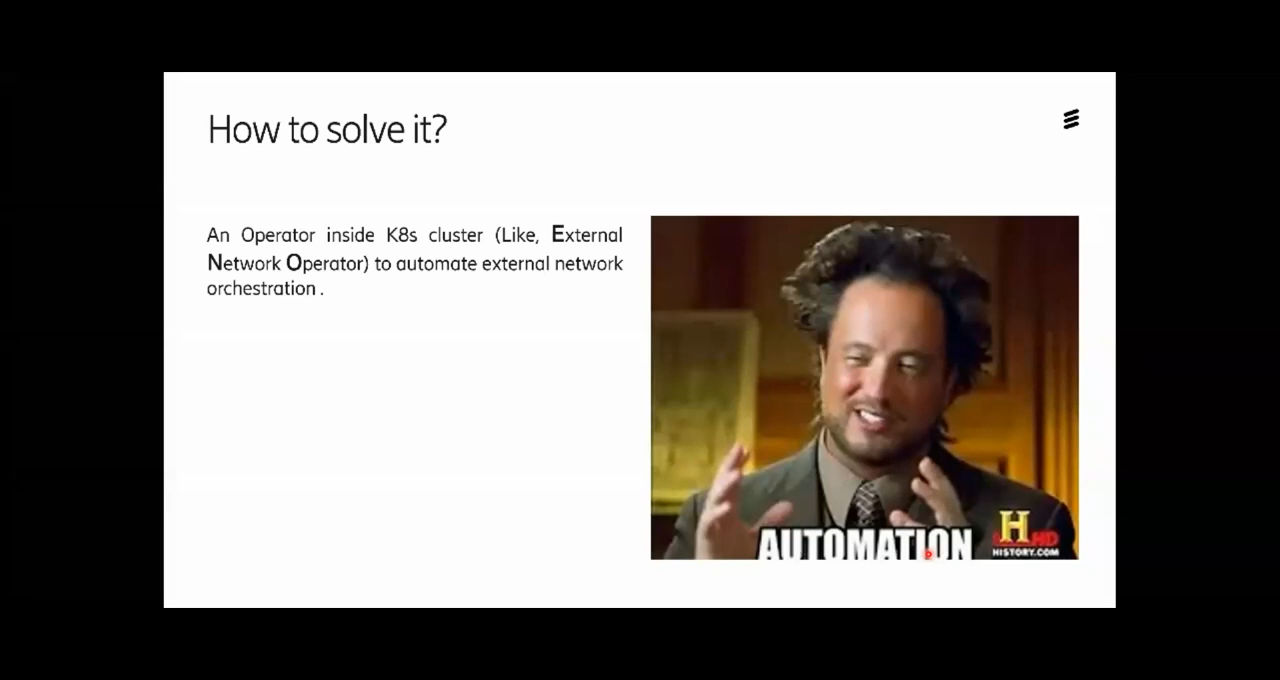 How to solve it?
An Operator inside K8s cluster (Like, External
Network Operator) to automate external network
orchestration .
AUTOMATION
H HD
HISTORY.COM